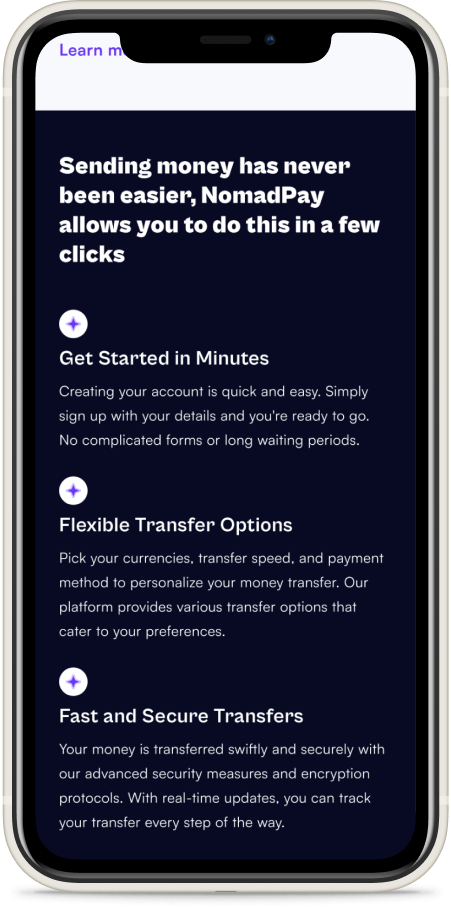 Learn m
Sending money has never
been easier, NomadPay
allows you to do this in a few
clicks
Get Started in Minutes
Creating your account is quick and easy. Simply
sign up with your details and you're ready to go.
No complicated forms or long waiting periods.
Flexible Transfer Options
Pick your currencies, transfer speed, and payment
method to personalize your money transfer. Our
platform provides various transfer options that
cater to your preferences.
Fast and Secure Transfers
Your money is transferred swiftly and securely with
our advanced security measures and encryption
protocols. With real-time updates, you can track
your transfer every step of the way.